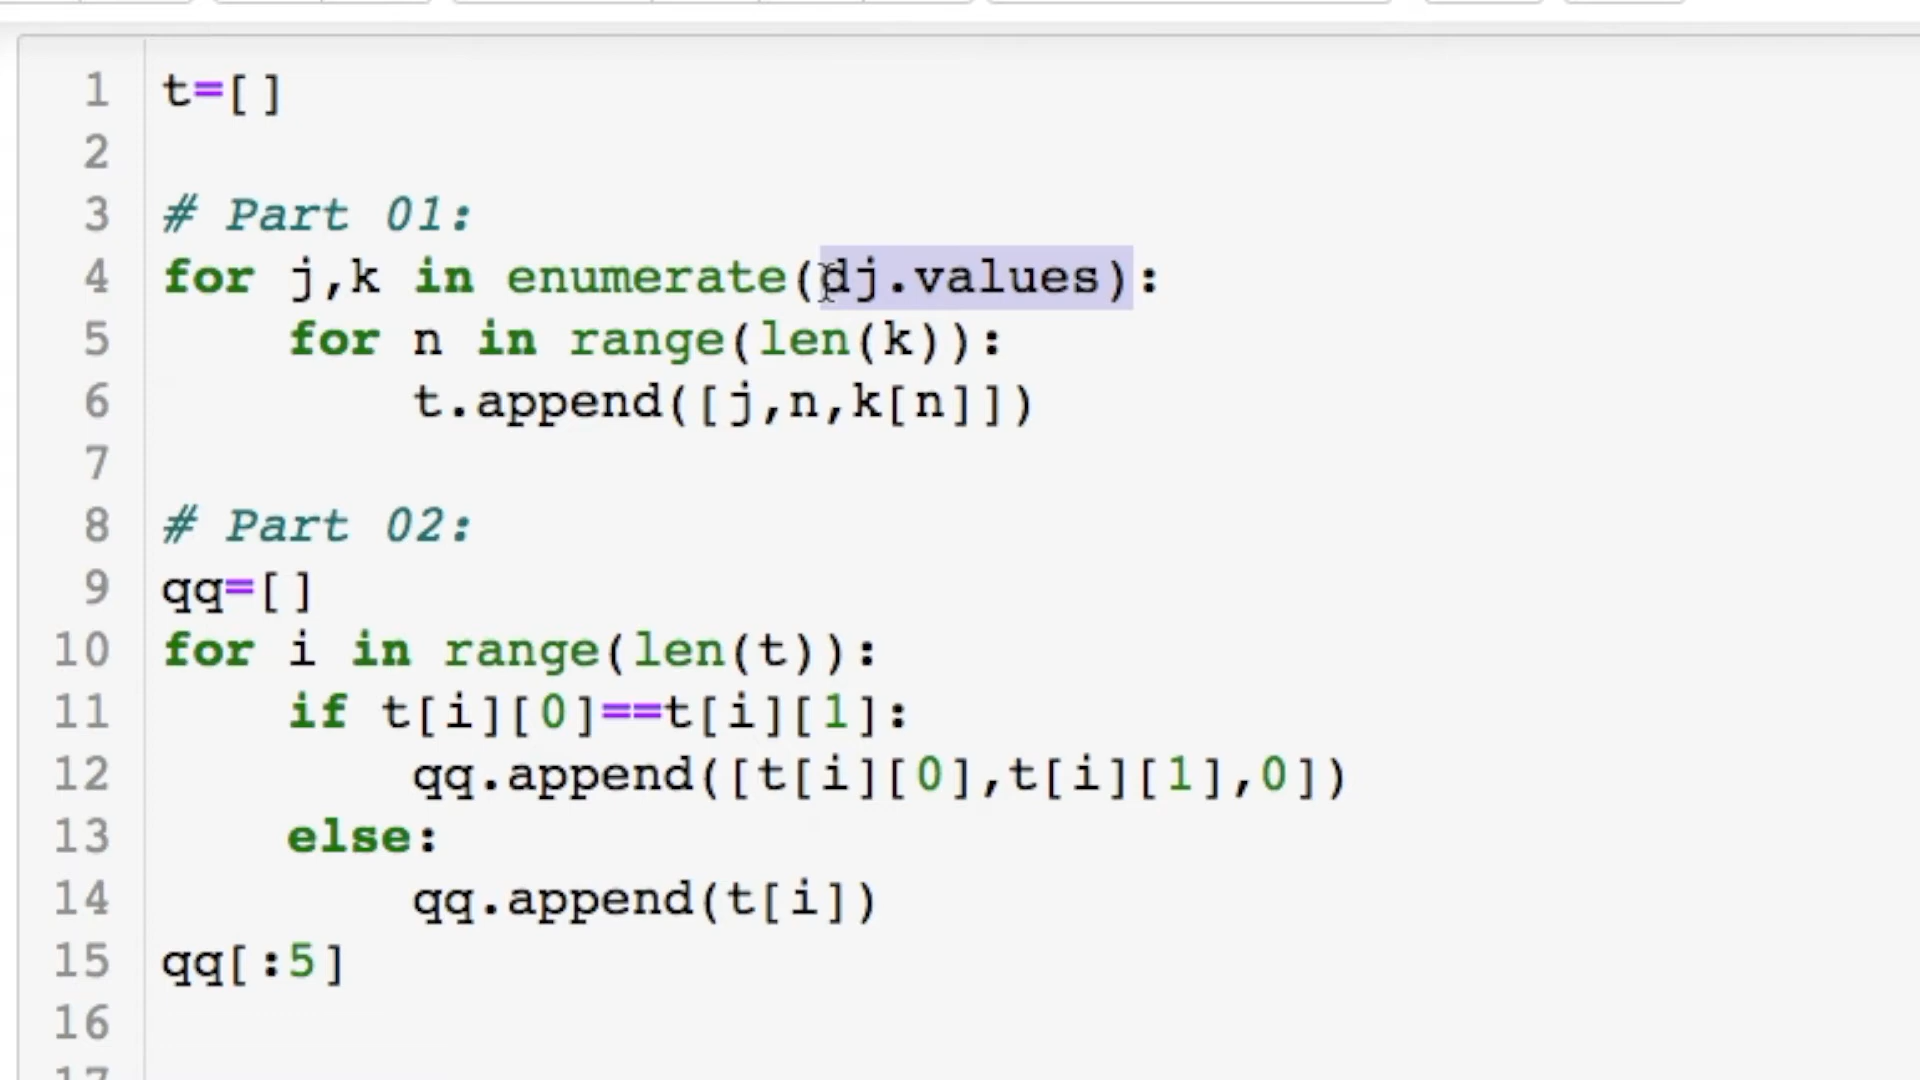 1 t=[]
2
3 # Part 01:
4 for j,k in enumerate(dj.values):
5     for n in range(len(k)):
6         t.append([j,n,k[n]])
7
8 # Part 02:
9 qq=[]
10 for i in range(len(t)):
11     if t[i][0]==t[i][1]:
12         qq.append([t[i][0],t[i][1],0])
13     else:
14         qq.append(t[i])
15 qq[:5]
16
17